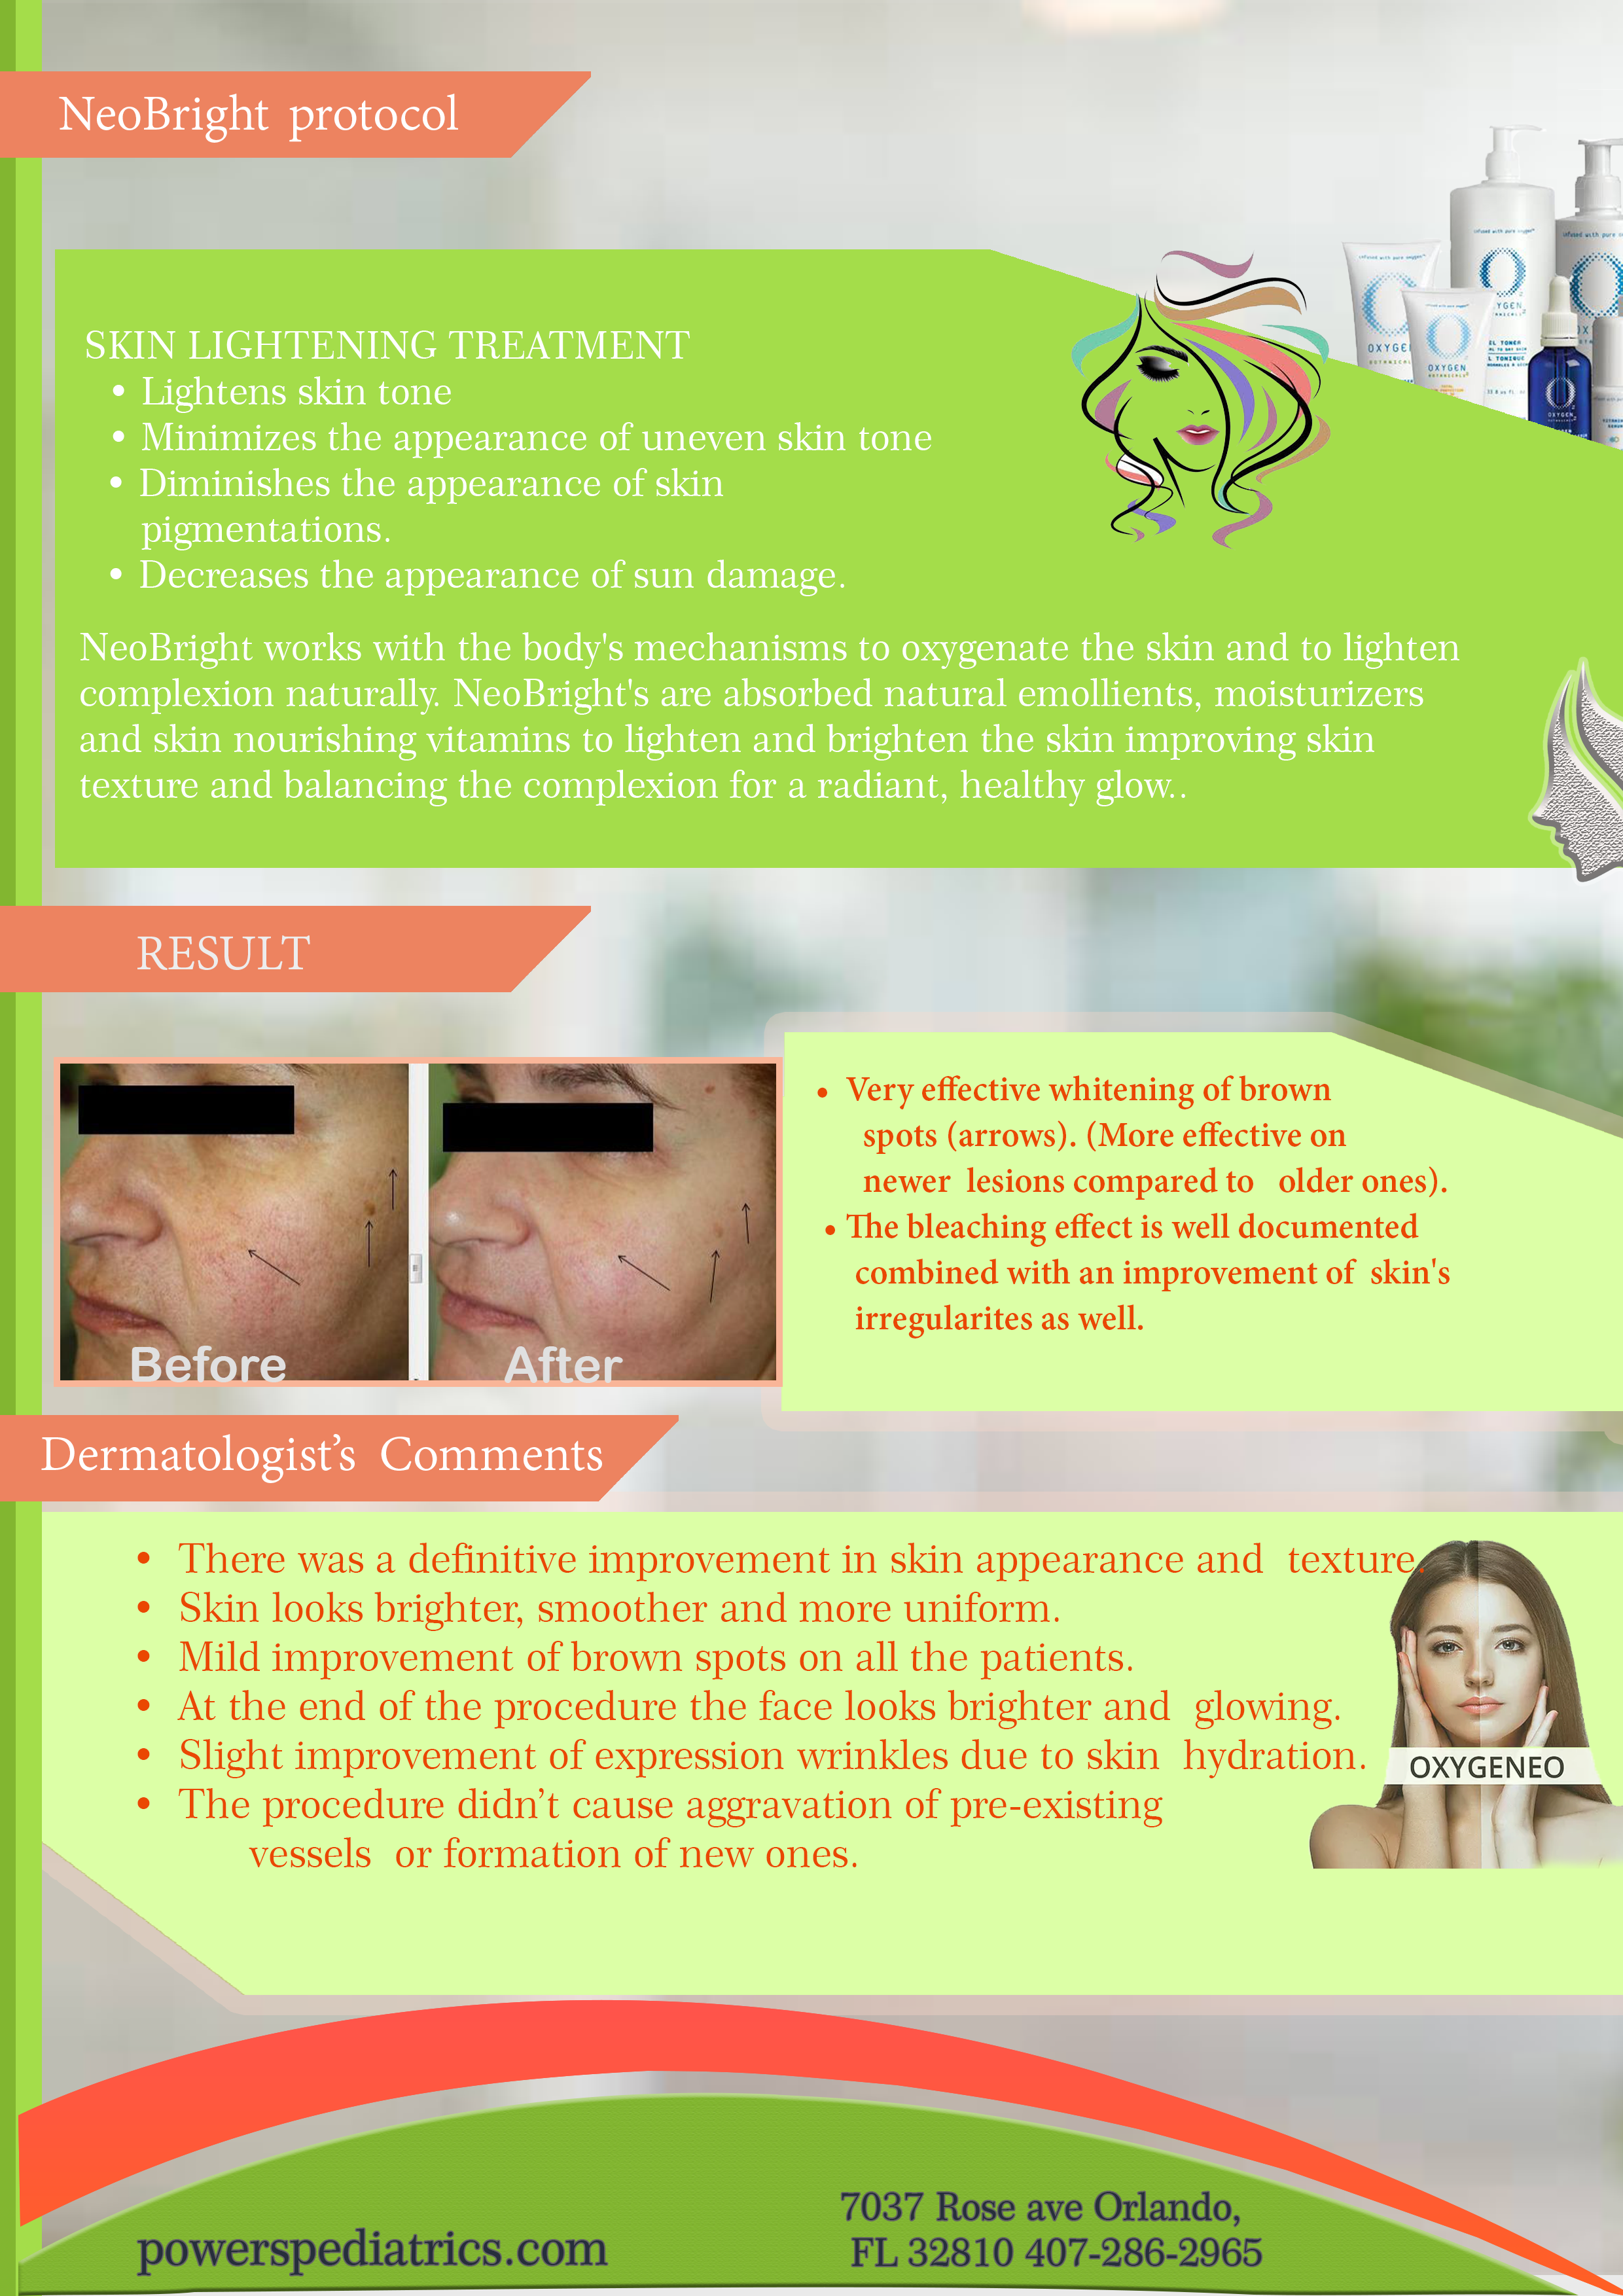 NeoBright protocol
infused with pure oxygen
OXYGEN
BOTANICALS
SKIN LIGHTENING TREATMENT
• Lightens skin tone
• Minimizes the appearance of uneven skin tone
• Diminishes the appearance of skin
pigmentations.
• Decreases the appearance of sun damage.
NeoBright works with the body's mechanisms to oxygenate the skin and to lighten
complexion naturally. NeoBright's are absorbed natural emollients, moisturizers
and skin nourishing vitamins to lighten and brighten the skin improving skin
texture and balancing the complexion for a radiant, healthy glow..
RESULT
Before
After
• Very effective whitening of brown
spots (arrows). (More effective on
newer lesions compared to older ones).
• The bleaching effect is well documented
combined with an improvement of skin's
irregularites as well.
Dermatologist’s Comments
• There was a definitive improvement in skin appearance and texture.
• Skin looks brighter, smoother and more uniform.
• Mild improvement of brown spots on all the patients.
• At the end of the procedure the face looks brighter and glowing.
• Slight improvement of expression wrinkles due to skin hydration.
• The procedure didn’t cause aggravation of pre-existing
vessels or formation of new ones.
OXYGENEO
powerspediatrics.com
7037 Rose ave Orlando,
FL 32810 407-286-2965